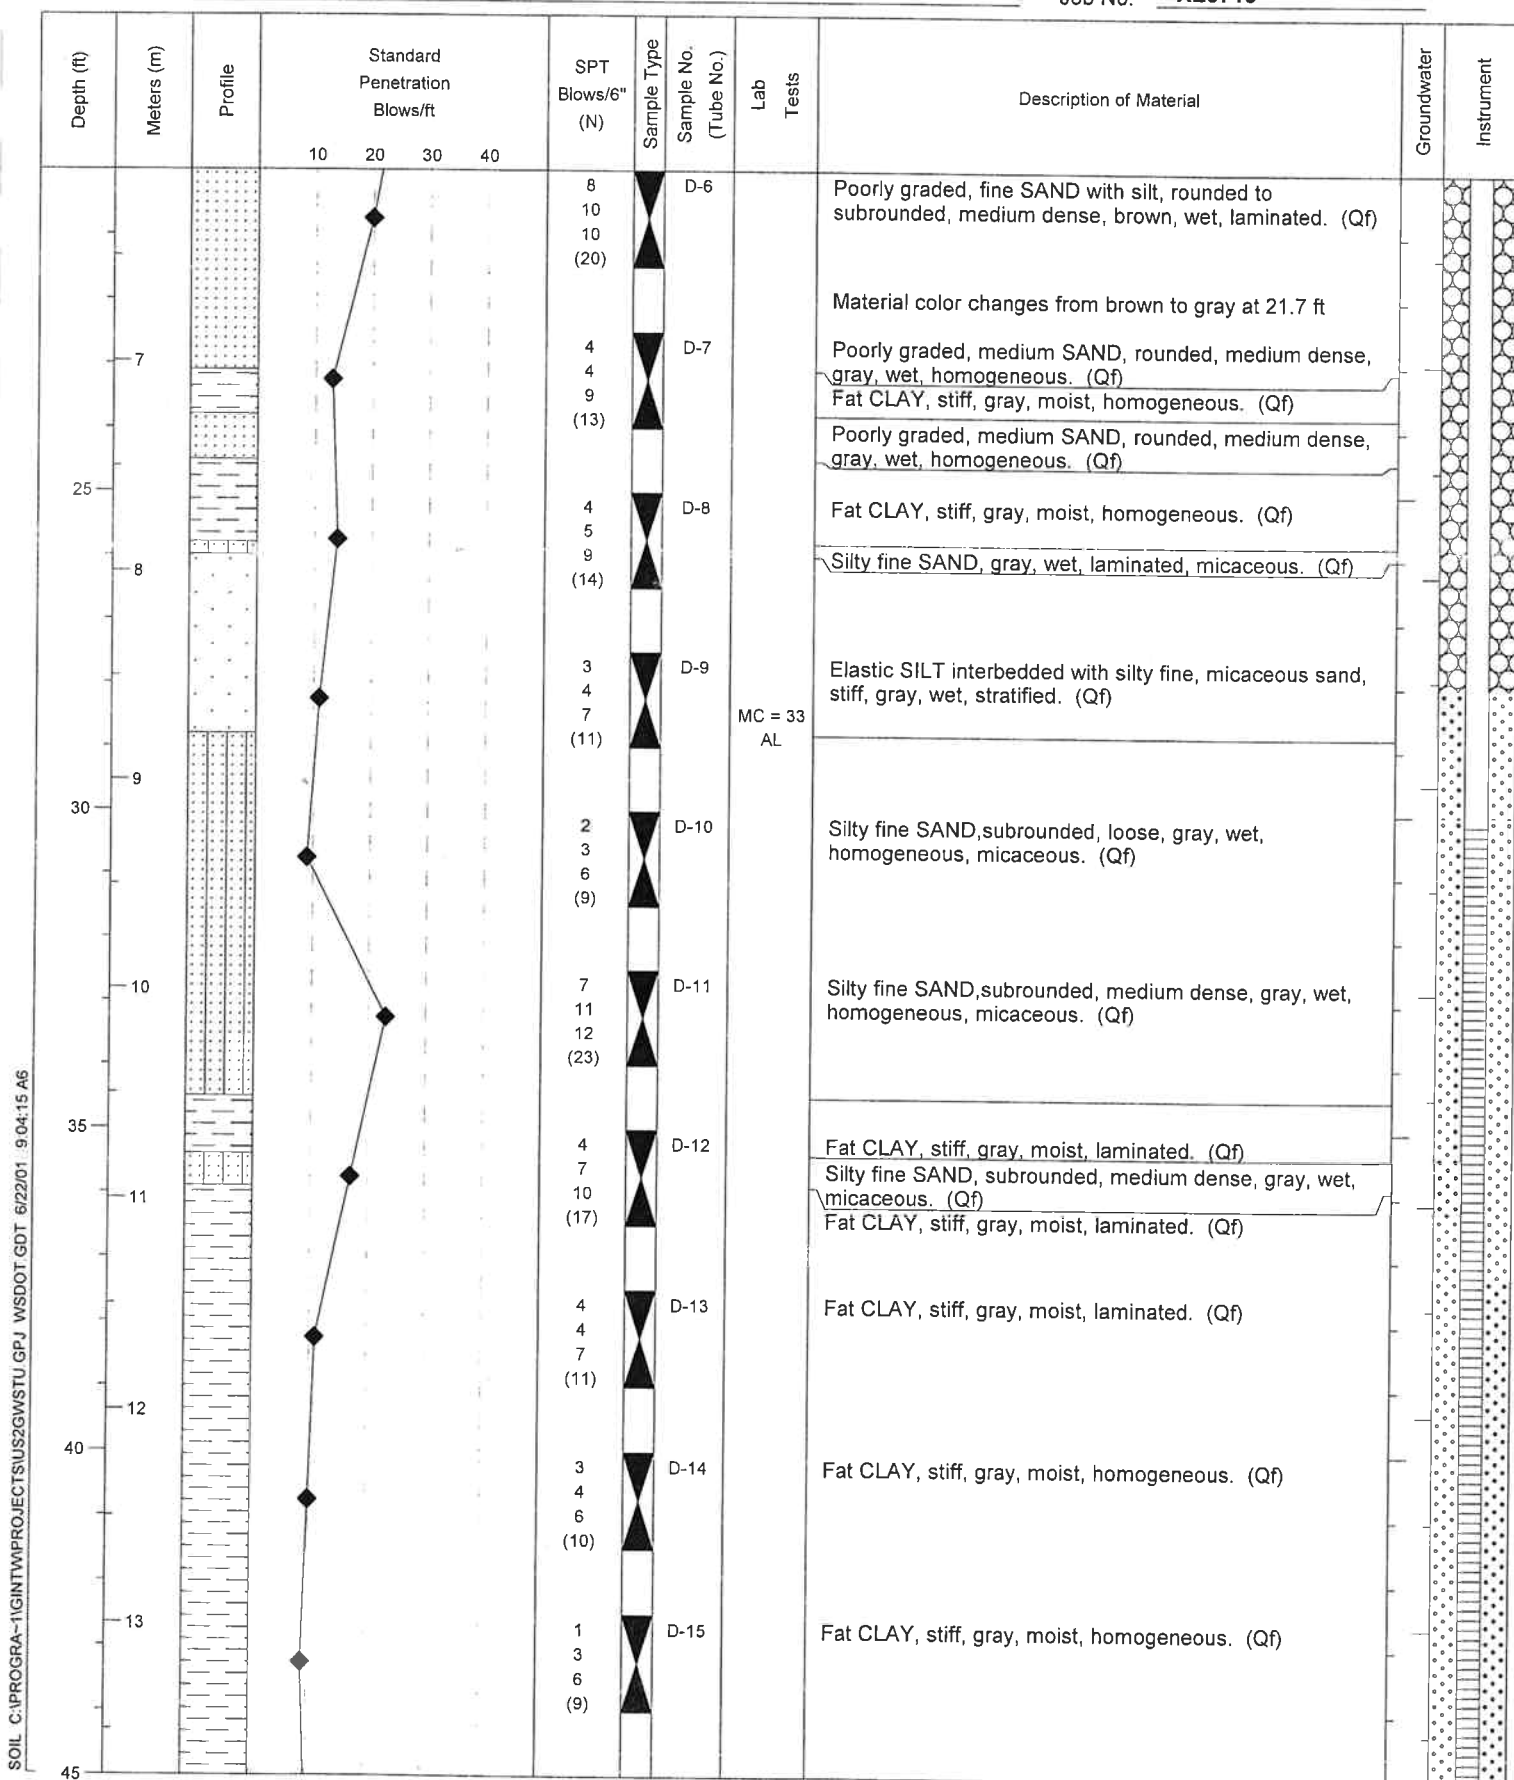 Depth (ft)
Meters (m)
Profile
Standard
Penetration
Blows/ft
10 20 30 40
SPT
Blows/6"
(N)
Sample Type
Sample No.
(Tube No.)
Lab
Tests
Description of Material
Groundwater
Instrument
8
10
10
(20)
D-6
Poorly graded, fine SAND with silt, rounded to
subrounded, medium dense, brown, wet, laminated. (Qf)
Material color changes from brown to gray at 21.7 ft
7
4
4
9
(13)
D-7
Poorly graded, medium SAND, rounded, medium dense,
gray, wet, homogeneous. (Qf)
Fat CLAY, stiff, gray, moist, homogeneous. (Qf)
Poorly graded, medium SAND, rounded, medium dense,
gray, wet, homogeneous. (Qf)
25
8
4
5
9
(14)
D-8
Fat CLAY, stiff, gray, moist, homogeneous. (Qf)
Silty fine SAND, gray, wet, laminated, micaceous. (Qf)
3
4
7
(11)
D-9
MC = 33
AL
Elastic SILT interbedded with silty fine, micaceous sand,
stiff, gray, wet, stratified. (Qf)
9
30
2
3
6
(9)
D-10
Silty fine SAND,subrounded, loose, gray, wet,
homogeneous, micaceous. (Qf)
10
7
11
12
(23)
D-11
Silty fine SAND,subrounded, medium dense, gray, wet,
homogeneous, micaceous. (Qf)
35
11
4
7
10
(17)
D-12
Fat CLAY, stiff, gray, moist, laminated. (Qf)
Silty fine SAND, subrounded, medium dense, gray, wet,
micaceous. (Qf)
Fat CLAY, stiff, gray, moist, laminated. (Qf)
4
4
7
(11)
D-13
Fat CLAY, stiff, gray, moist, laminated. (Qf)
12
40
3
4
6
(10)
D-14
Fat CLAY, stiff, gray, moist, homogeneous. (Qf)
13
1
3
6
(9)
D-15
Fat CLAY, stiff, gray, moist, homogeneous. (Qf)
45
SOIL C:\PROGRA~1\GINTW\PROJECTS\US2GWSTU.GPJ WSDOT.GDT 6/22/01 9:04:15 A6